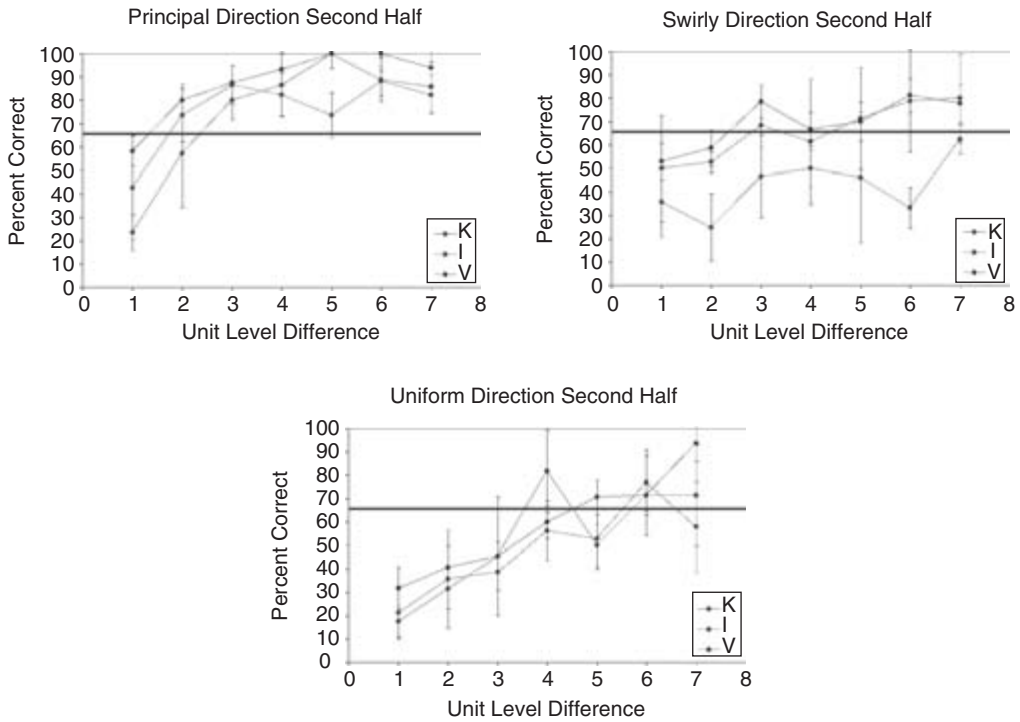 Principal Direction Second Half
Percent Correct
100
90
80
70
60
50
40
30
20
10
0
0 1 2 3 4 5 6 7 8
Unit Level Difference
K
I
V
Swirly Direction Second Half
Percent Correct
100
90
80
70
60
50
40
30
20
10
0
0 1 2 3 4 5 6 7 8
Unit Level Difference
K
I
V
Uniform Direction Second Half
Percent Correct
100
90
80
70
60
50
40
30
20
10
0
0 1 2 3 4 5 6 7 8
Unit Level Difference
K
I
V